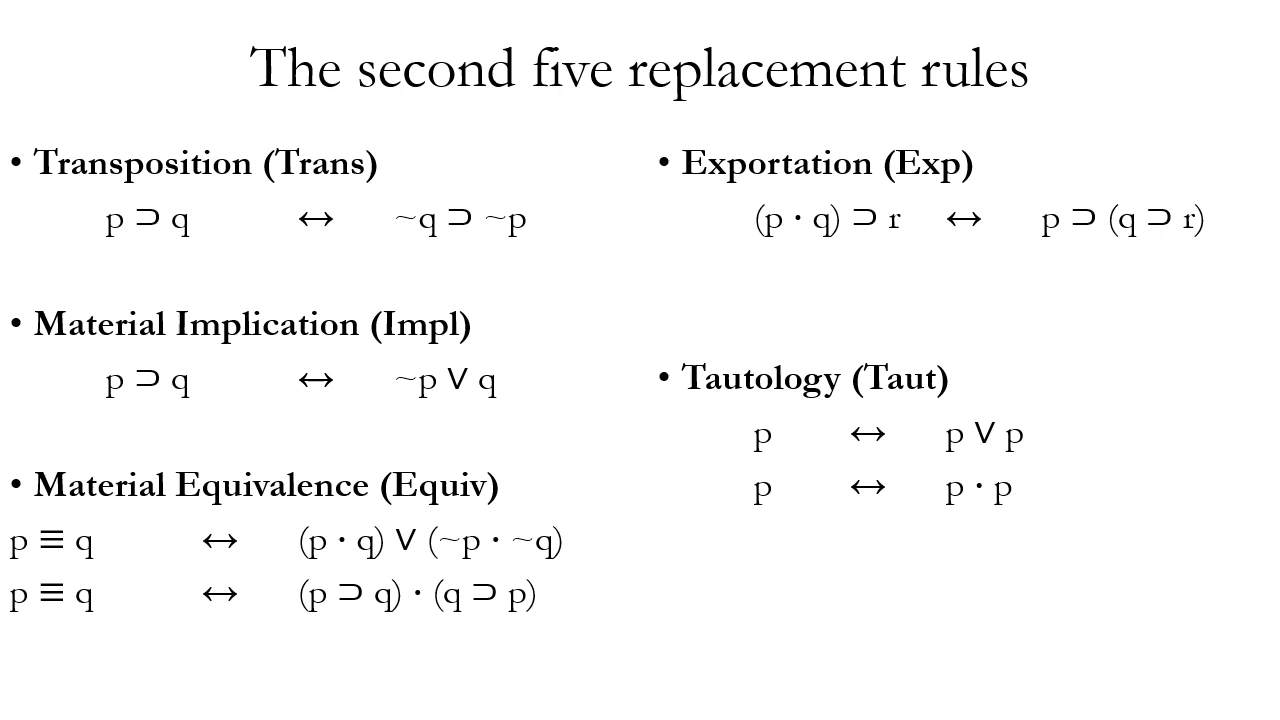 The second five replacement rules
• Transposition (Trans)
p ⊃ q ↔ ~q ⊃ ~p
• Material Implication (Impl)
p ⊃ q ↔ ~p ∨ q
• Material Equivalence (Equiv)
p ≡ q ↔ (p · q) ∨ (~p · ~q)
p ≡ q ↔ (p ⊃ q) · (q ⊃ p)
• Exportation (Exp)
(p · q) ⊃ r ↔ p ⊃ (q ⊃ r)
• Tautology (Taut)
p ↔ p ∨ p
p ↔ p · p